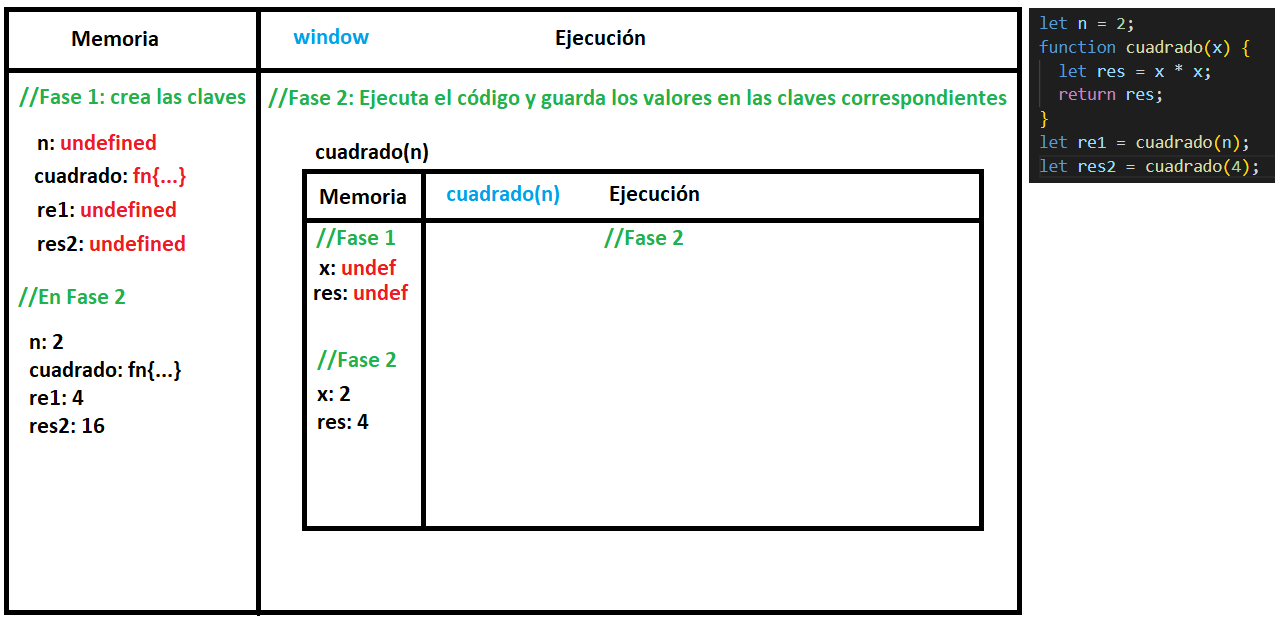 Memoria
window
Ejecución
//Fase 1: crea las claves
n: undefined
cuadrado: fn{...}
re1: undefined
res2: undefined
//En Fase 2
n: 2
cuadrado: fn{...}
re1: 4
res2: 16
//Fase 2: Ejecuta el código y guarda los valores en las claves correspondientes
cuadrado(n)
Memoria
cuadrado(n)
Ejecución
//Fase 1
x: undef
res: undef
//Fase 2
x: 2
res: 4
//Fase 2
let n = 2;
function cuadrado(x) {
let res = x * x;
return res;
}
let re1 = cuadrado(n);
let res2 = cuadrado(4);